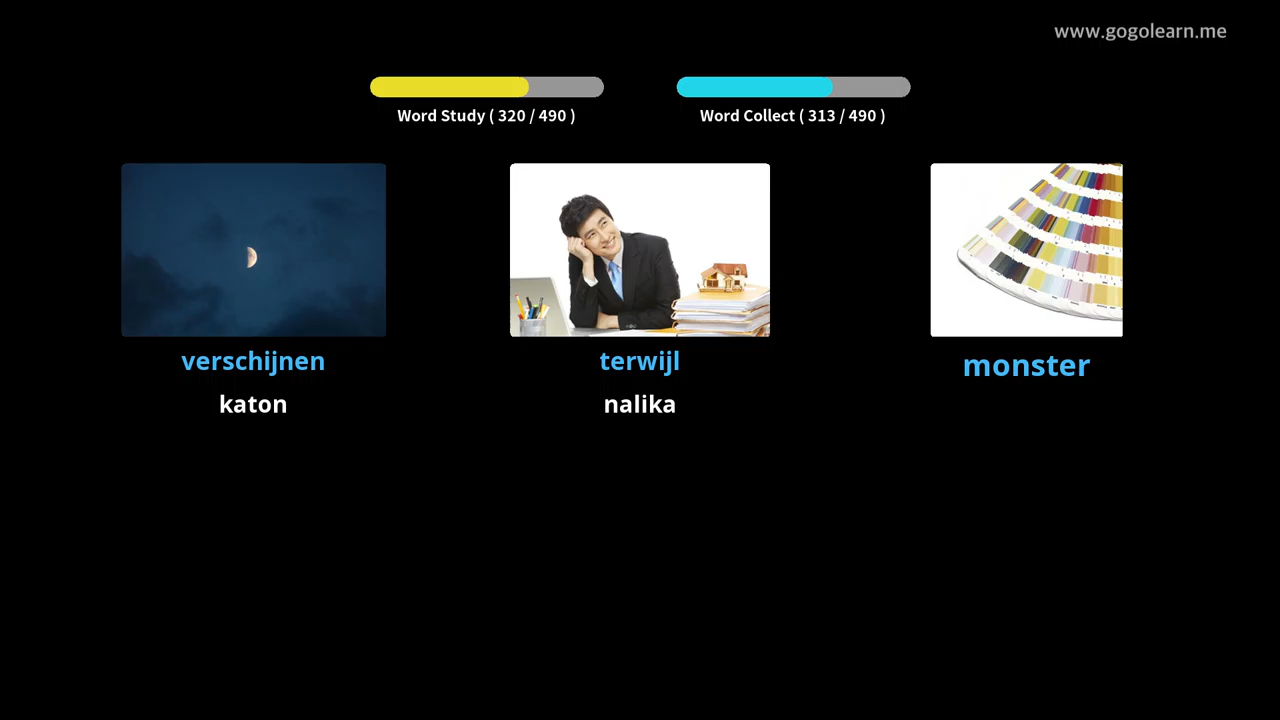 www.gogolearn.me
Word Study ( 320 / 490 )
Word Collect ( 313 / 490 )
verschijnen
katon
terwijl
nalika
monster